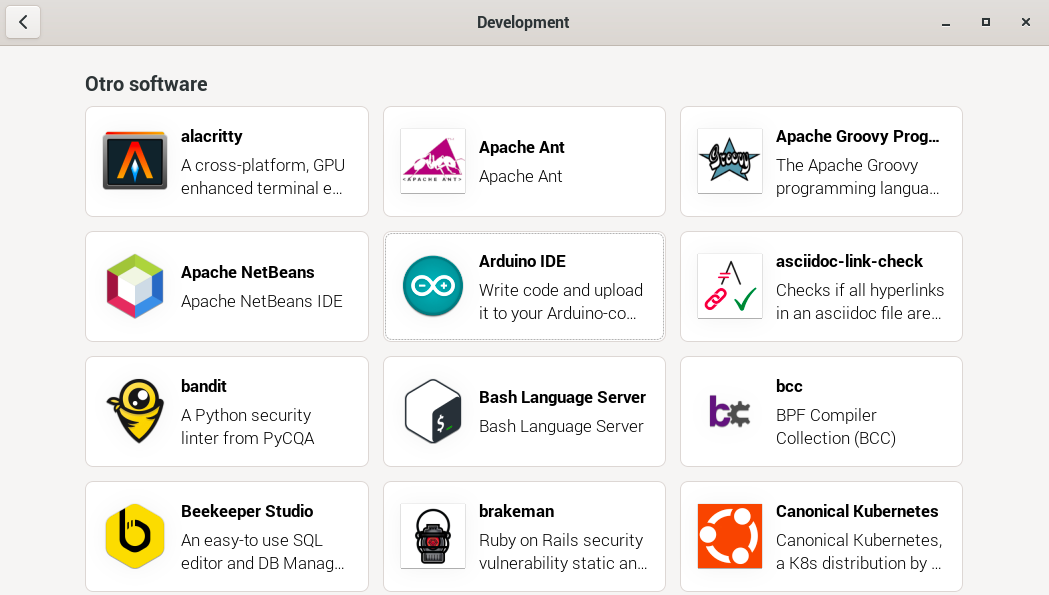 Development
Otro software
alacritty
A cross-platform, GPU
enhanced terminal e...
Apache Ant
Apache Ant
<APACHE ANT>
Apache Groovy Prog...
The Apache Groovy
programming langua...
Groovy
Apache NetBeans
Apache NetBeans IDE
Arduino IDE
Write code and upload
it to your Arduino-co...
asciidoc-link-check
Checks if all hyperlinks
in an asciidoc file are...
bandit
A Python security
linter from PyCQA
Bash Language Server
Bash Language Server
$_
bcc
BPF Compiler
Collection (BCC)
bc
Beekeeper Studio
An easy-to use SQL
editor and DB Manag...
b
brakeman
Ruby on Rails security
vulnerability static an...
Canonical Kubernetes
Canonical Kubernetes,
a K8s distribution by ...